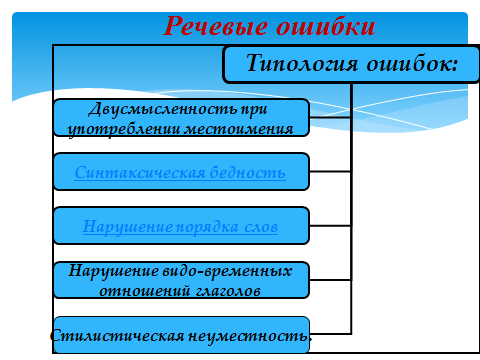 Речевые ошибки
Типология ошибок:
Двусмысленность при
употреблении местоимения
Синтаксическая бедность
Нарушение порядка слов
Нарушение видо-временных
отношений глаголов
Стилистическая неуместность.